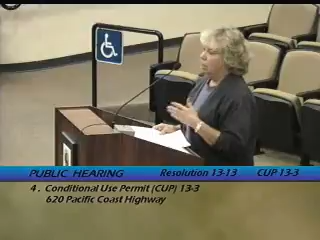 PUBLIC HEARING Resolution 13-13 CUP 13-3
4. Conditional Use Permit (CUP) 13-3
620 Pacific Coast Highway